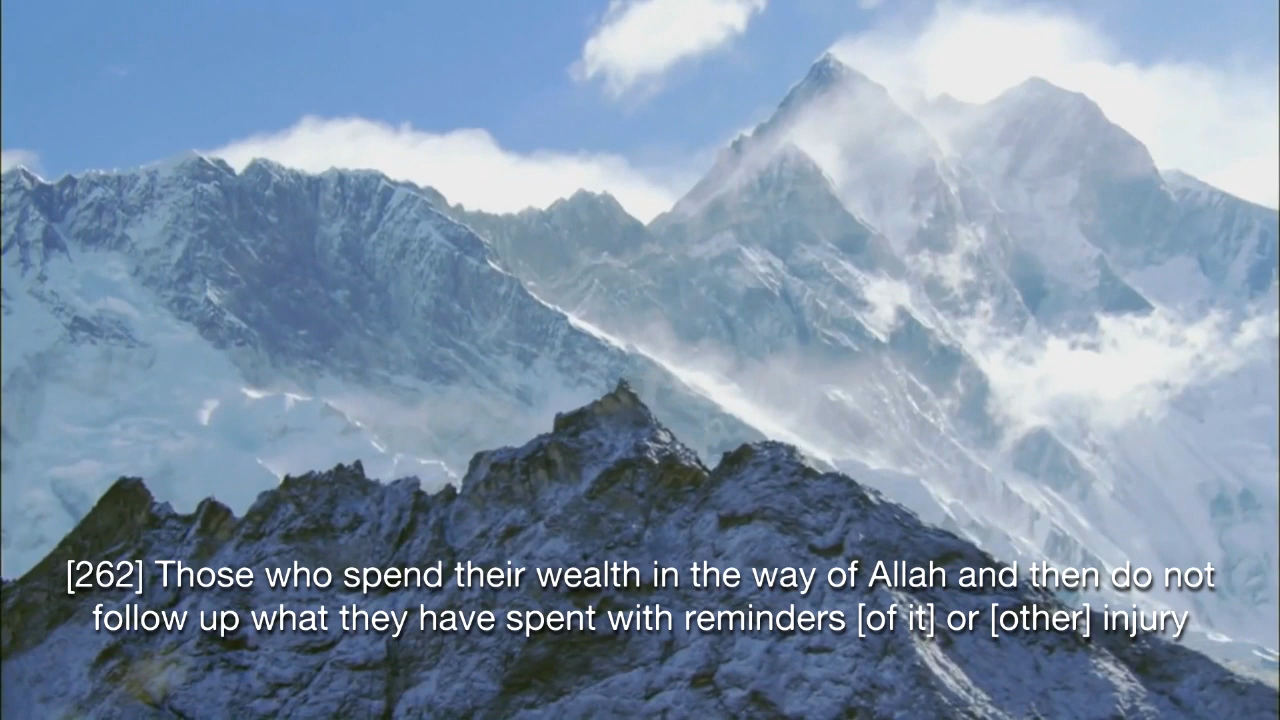 [262] Those who spend their wealth in the way of Allah and then do not
follow up what they have spent with reminders [of it] or [other] injury